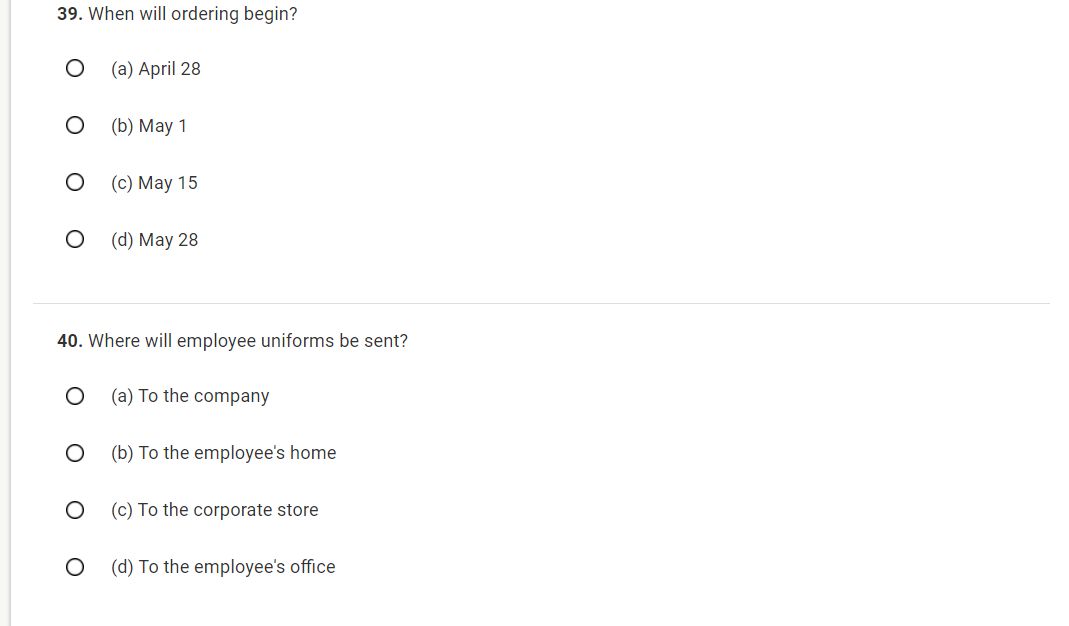 39. When will ordering begin?
(a) April 28
(b) May 1
(c) May 15
(d) May 28
40. Where will employee uniforms be sent?
(a) To the company
(b) To the employee's home
(c) To the corporate store
(d) To the employee's office